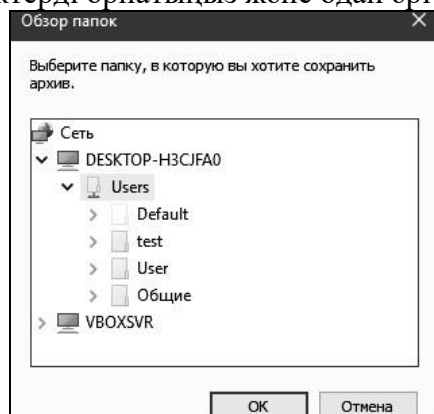 Обзор папок
Выберите папку, в которую вы хотите сохранить
архив.
Сеть
DESKTOP-H3CJFA0
Users
Default
test
User
Общие
VBOXSVR
OK
Отмена